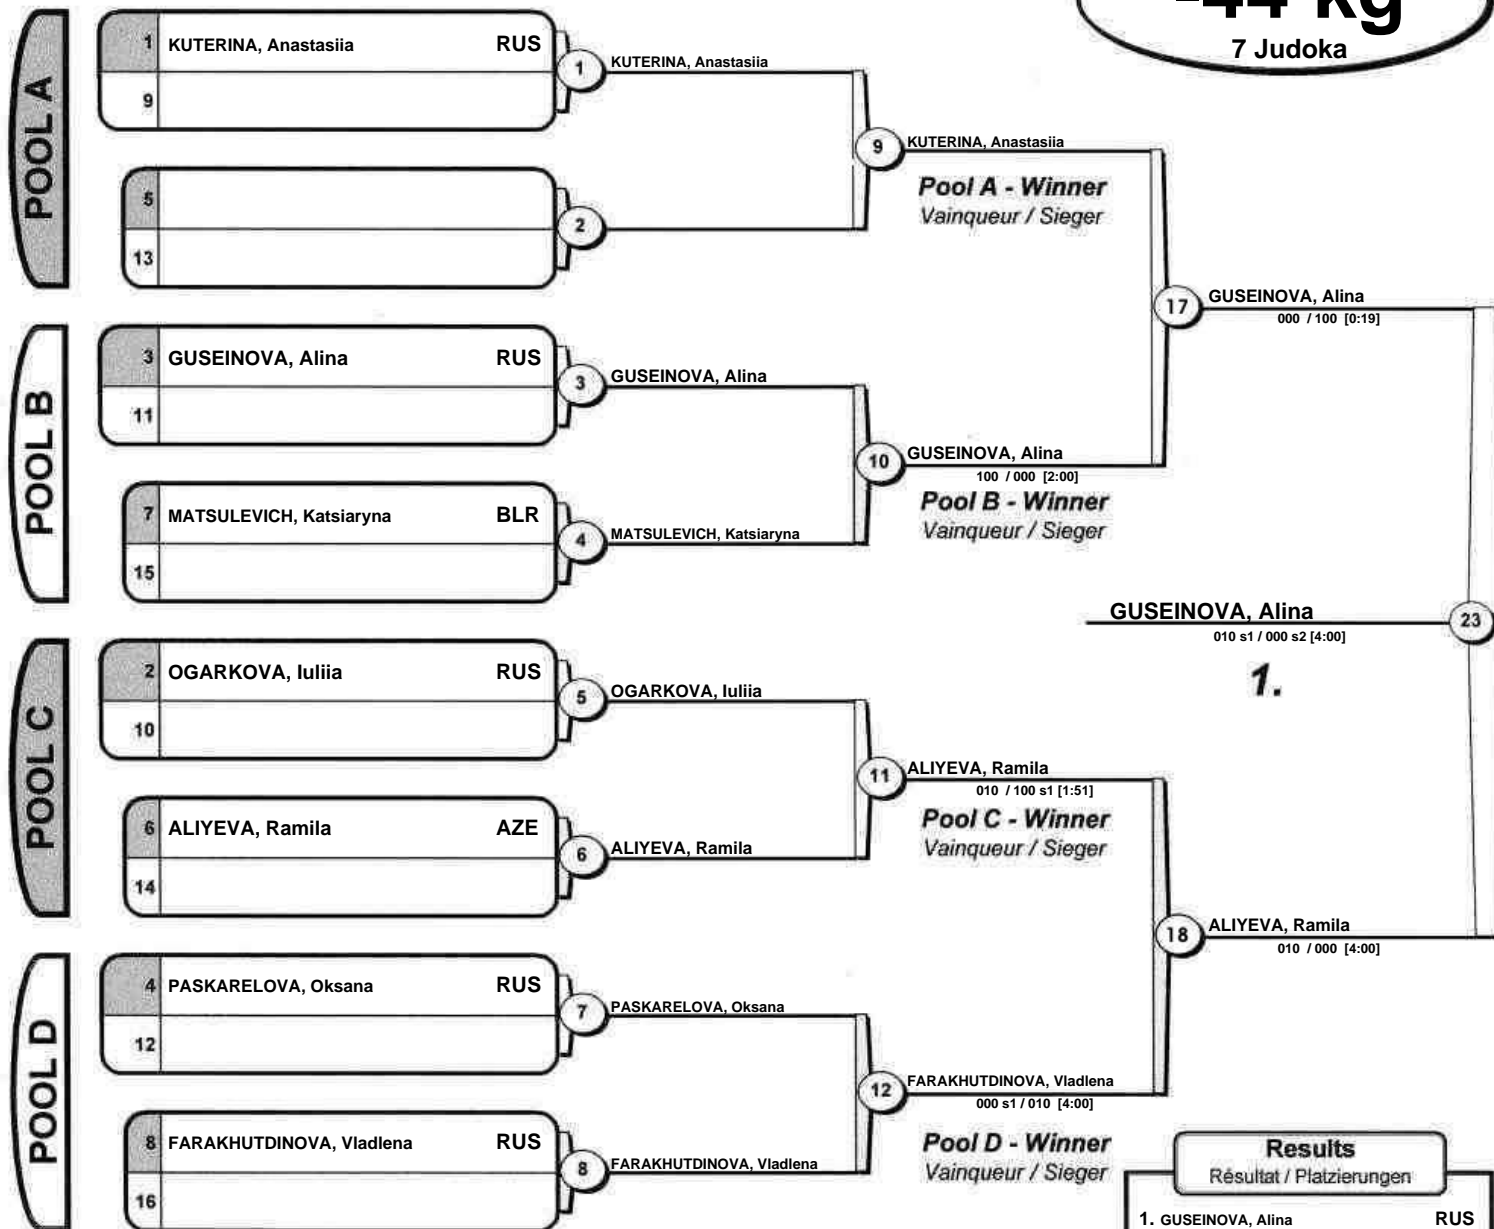 -44 kg
7 Judoka
POOL A
1 KUTERINA, Anastasiia RUS
9
5
13
1 KUTERINA, Anastasiia
2
9 KUTERINA, Anastasiia
Pool A - Winner
Vainqueur / Sieger
POOL B
3 GUSEINOVA, Alina RUS
11
7 MATSULEVICH, Katsiaryna BLR
15
3 GUSEINOVA, Alina
4 MATSULEVICH, Katsiaryna
10 GUSEINOVA, Alina
100 / 000 [2:00]
Pool B - Winner
Vainqueur / Sieger
17 GUSEINOVA, Alina
000 / 100 [0:19]
GUSEINOVA, Alina 23
010 s1 / 000 s2 [4:00]
1.
POOL C
2 OGARKOVA, Iuliia RUS
10
6 ALIYEVA, Ramila AZE
14
5 OGARKOVA, Iuliia
6 ALIYEVA, Ramila
11 ALIYEVA, Ramila
010 / 100 s1 [1:51]
Pool C - Winner
Vainqueur / Sieger
18 ALIYEVA, Ramila
010 / 000 [4:00]
POOL D
4 PASKARELOVA, Oksana RUS
12
8 FARAKHUTDINOVA, Vladlena RUS
16
7 PASKARELOVA, Oksana
8 FARAKHUTDINOVA, Vladlena
12 FARAKHUTDINOVA, Vladlena
000 s1 / 010 [4:00]
Pool D - Winner
Vainqueur / Sieger
Results
Résultat / Platzierungen
1. GUSEINOVA, Alina RUS